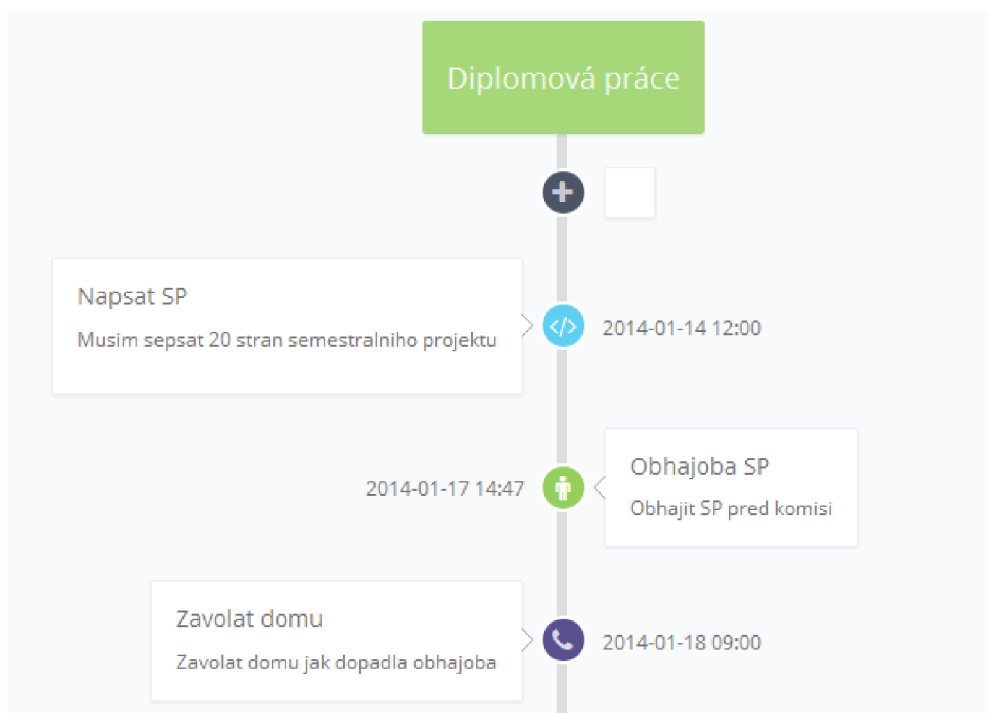 Diplomová práce
Napsat SP
Musim sepsat 20 stran semestralniho projektu
2014-01-14 12:00
2014-01-17 14:47
Obhajoba SP
Obhajit SP pred komisi
Zavolat domu
Zavolat domu jak dopadla obhajoba
2014-01-18 09:00